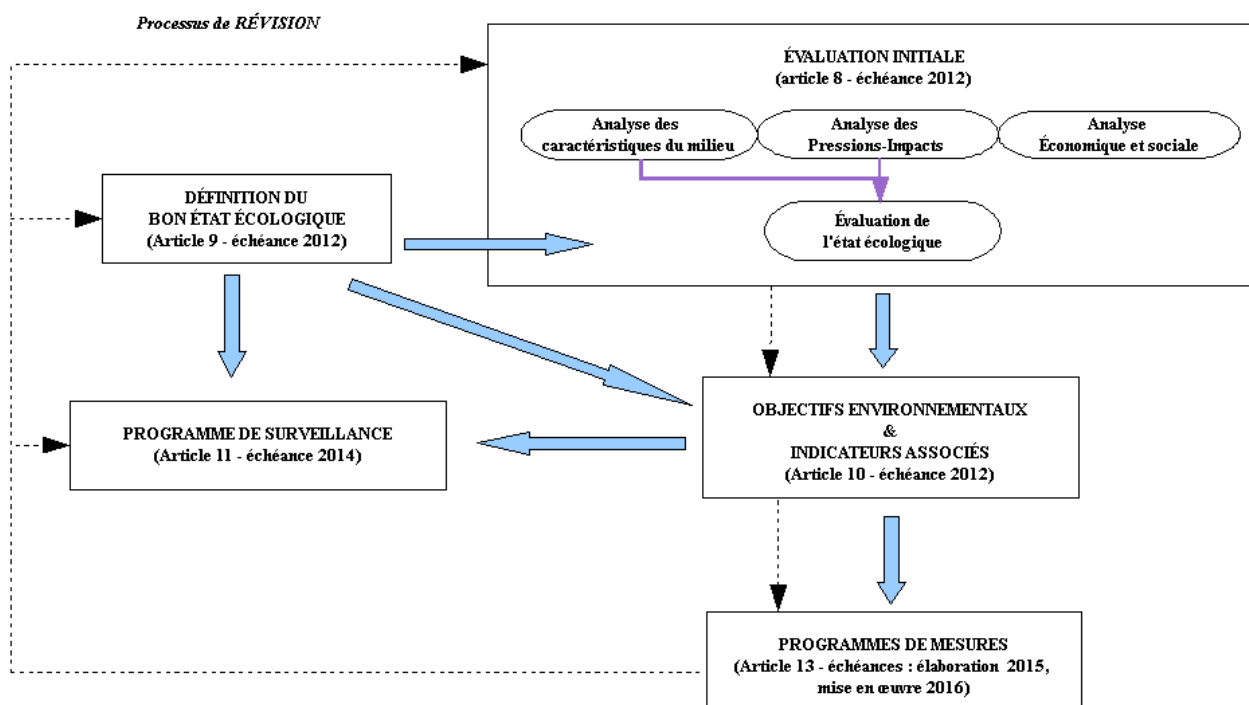 Processus de RÉVISION
ÉVALUATION INITIALE
(article 8 - échéance 2012)
Analyse des
caractéristiques du milieu
Analyse des
Pressions-Impacts
Analyse
Économique et sociale
Évaluation de
l'état écologique
DÉFINITION DU
BON ÉTAT ÉCOLOGIQUE
(Article 9 - échéance 2012)
PROGRAMME DE SURVEILLANCE
(Article 11 - échéance 2014)
OBJECTIFS ENVIRONNEMENTAUX
&
INDICATEURS ASSOCIÉS
(Article 10 - échéance 2012)
PROGRAMMES DE MESURES
(Article 13 - échéances : élaboration 2015,
mise en œuvre 2016)